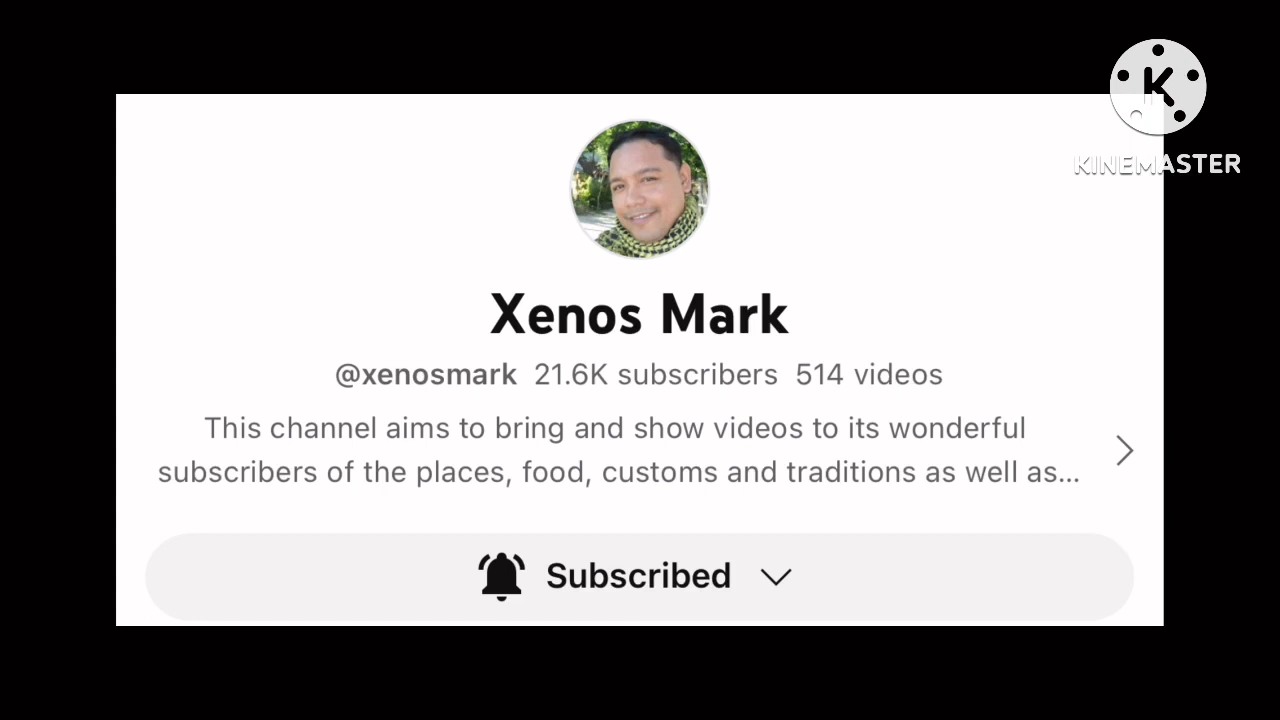 K
KINEMASTER
Xenos Mark
@xenosmark 21.6K subscribers 514 videos
This channel aims to bring and show videos to its wonderful
subscribers of the places, food, customs and traditions as well as...
Subscribed